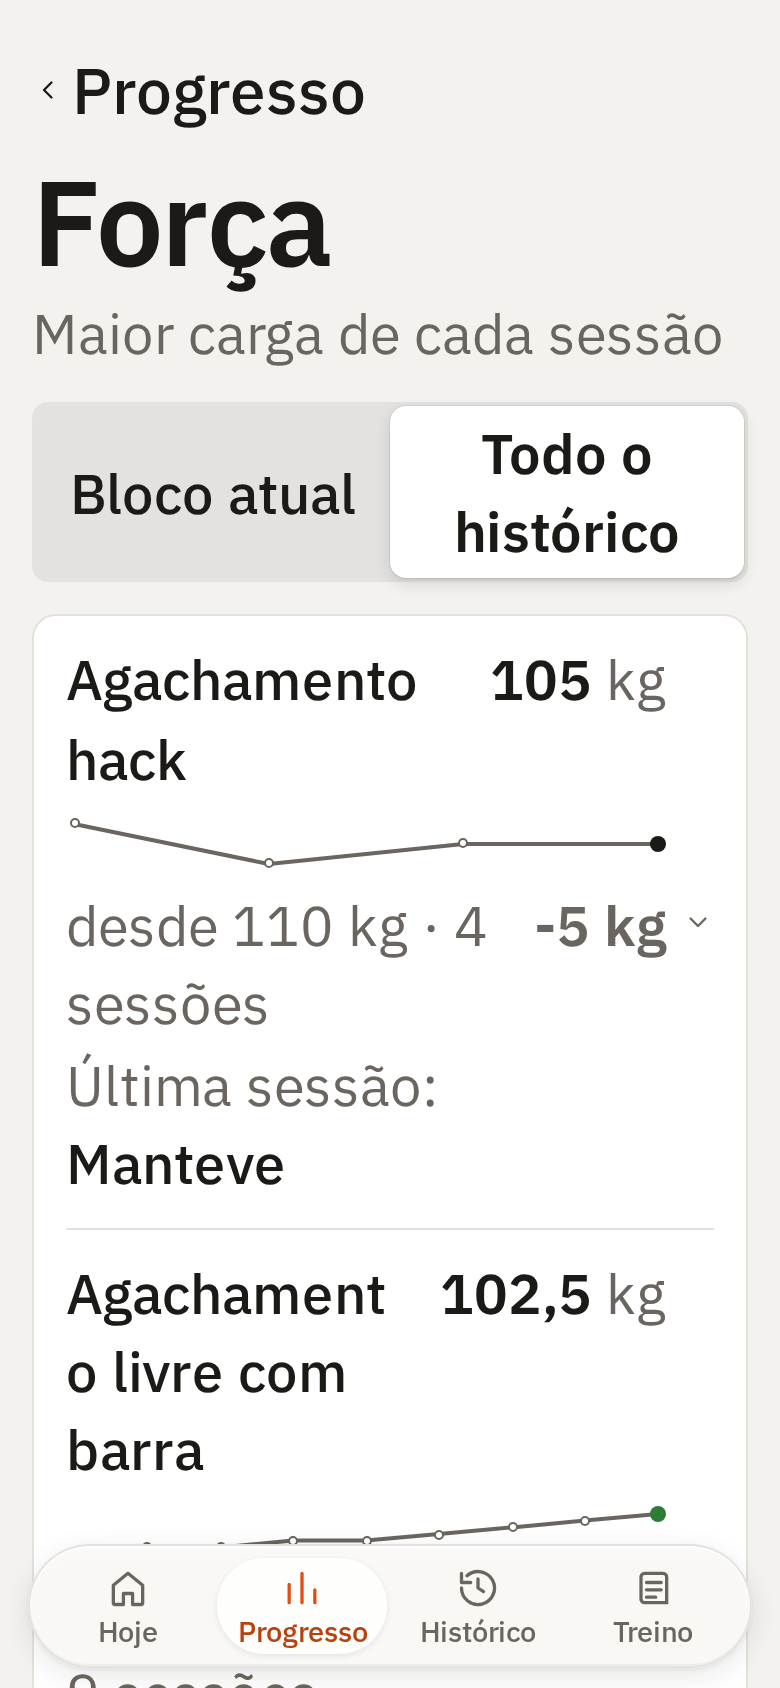 Progresso
Força
Maior carga de cada sessão
Bloco atual
Todo o
histórico
Agachamento
hack
105 kg
desde 110 kg · 4
sessões
-5 kg
Última sessão:
Manteve
Agachament
o livre com
barra
102,5 kg
Hoje
Progresso
Histórico
Treino
sessões